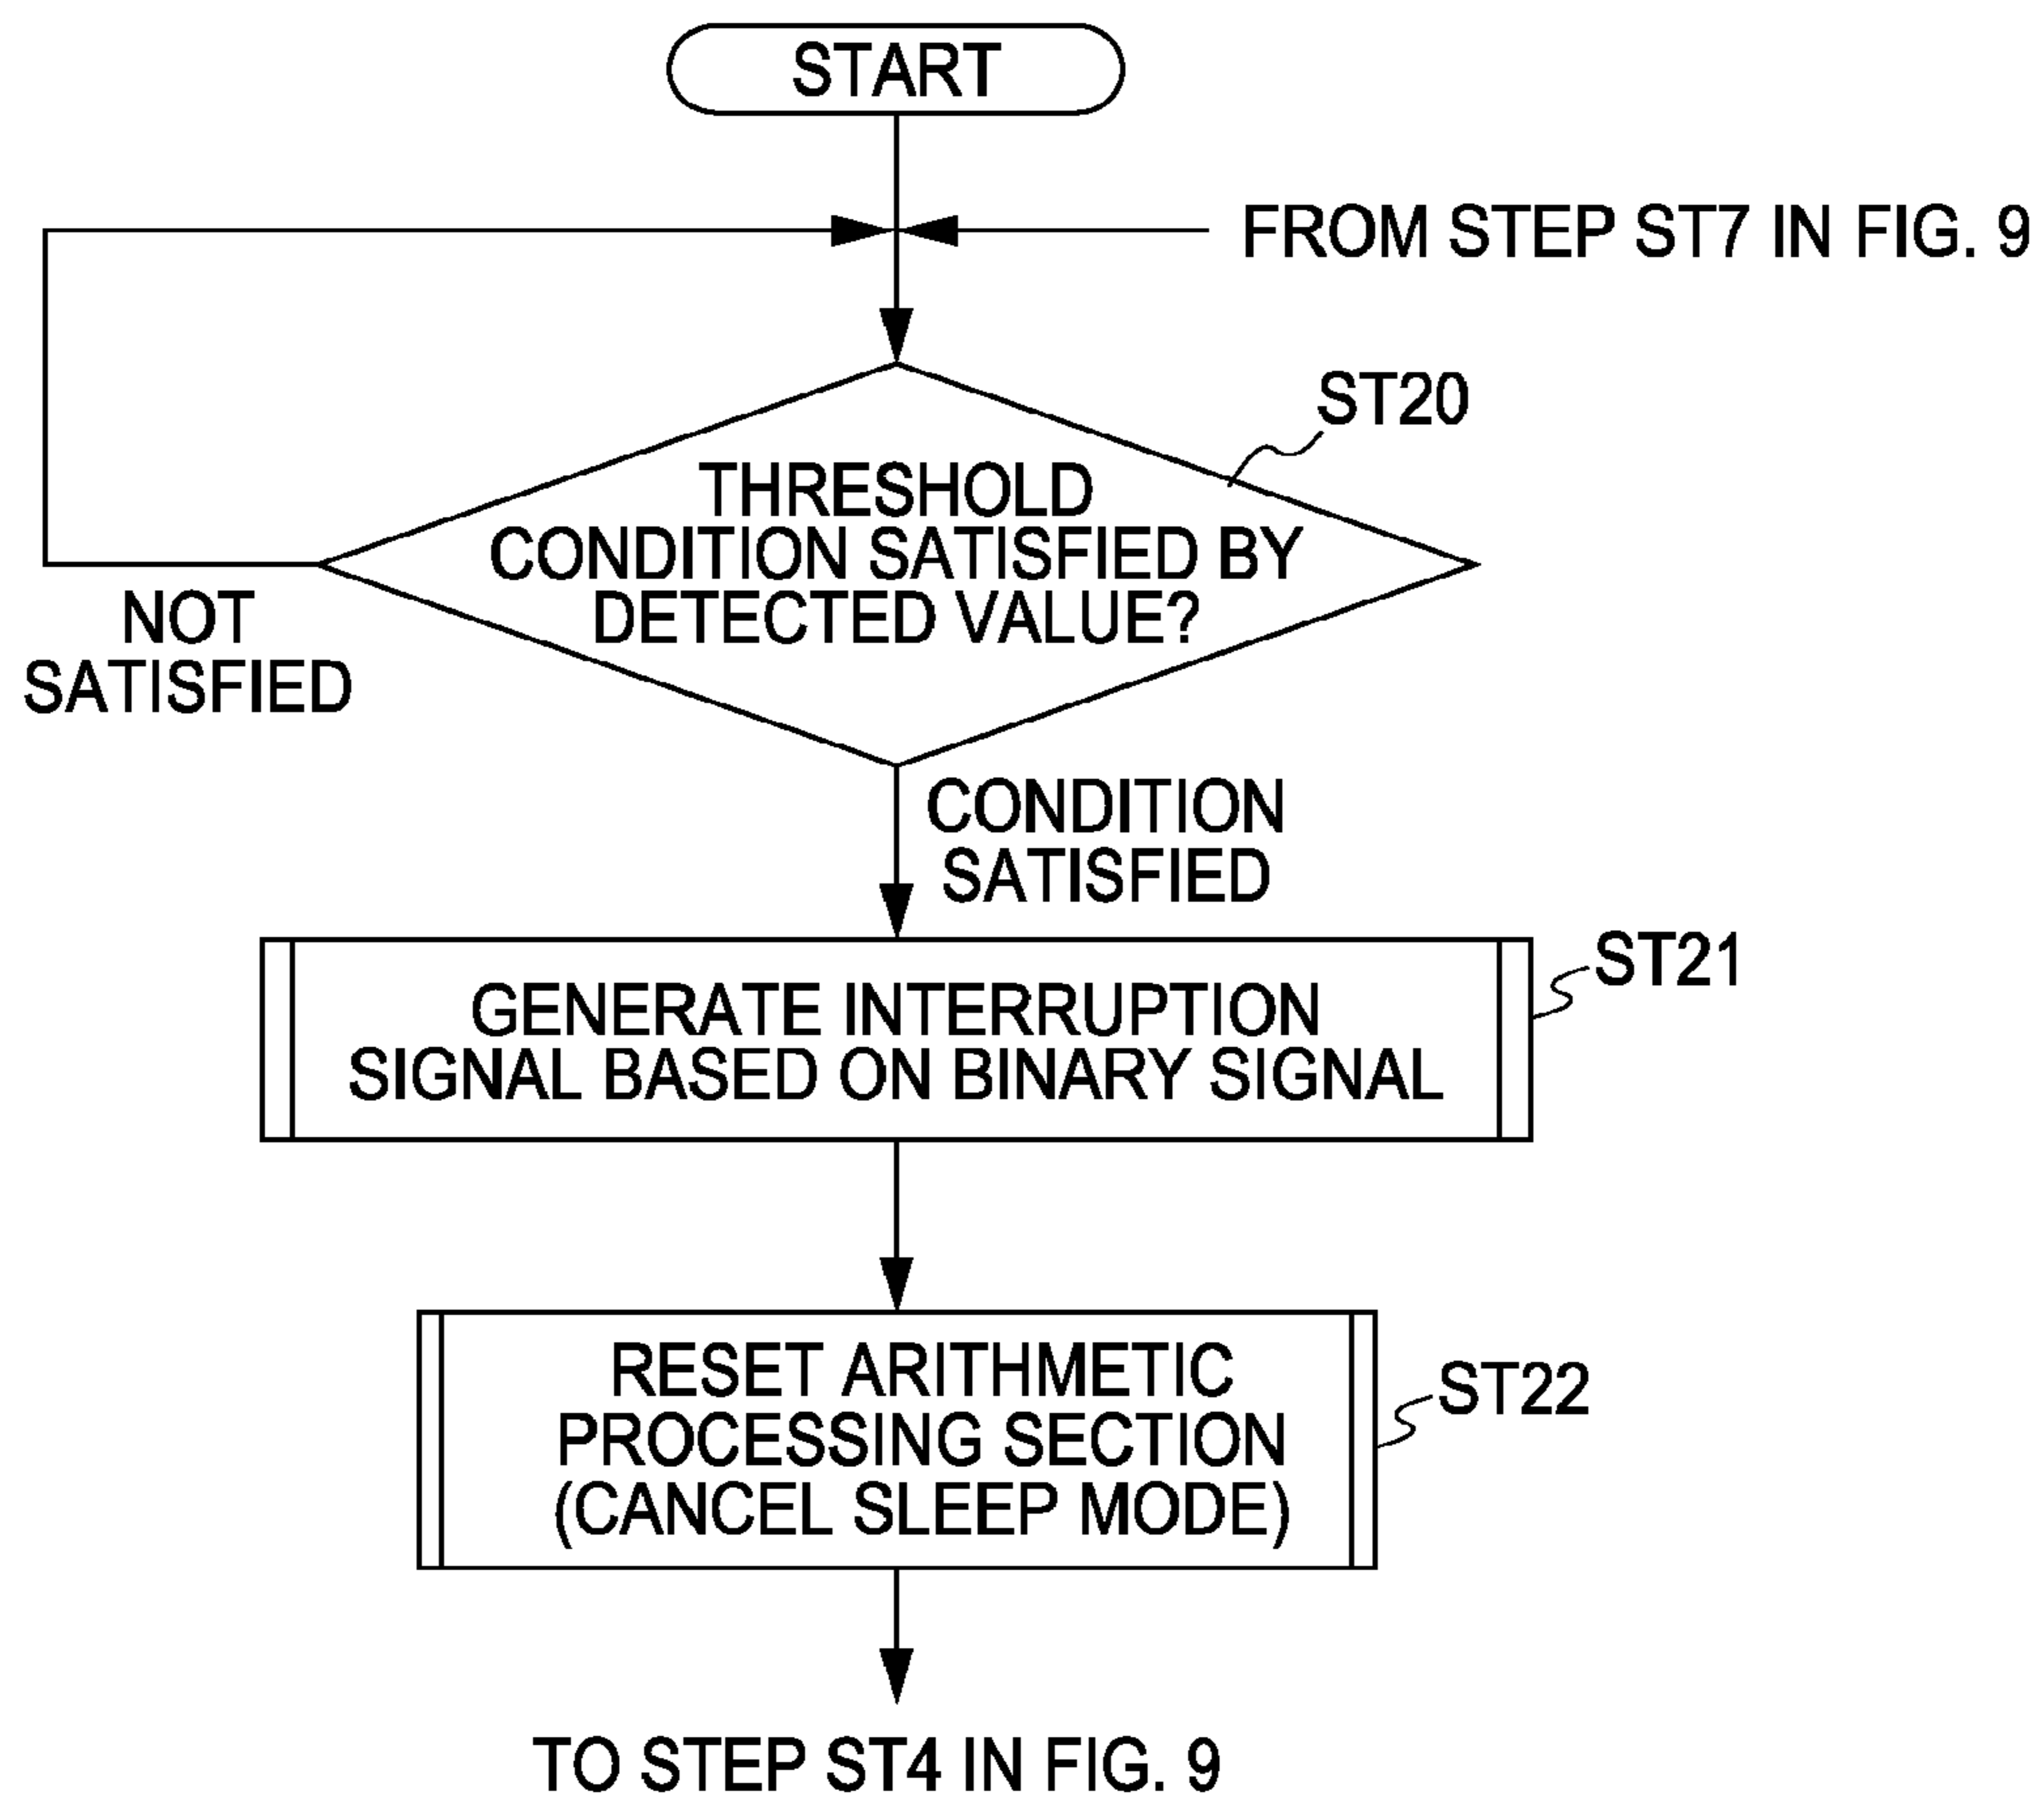 START
FROM STEP ST7 IN FIG. 9
ST20
THRESHOLD
CONDITION SATISFIED BY
DETECTED VALUE?
NOT
SATISFIED
CONDITION
SATISFIED
ST21
GENERATE INTERRUPTION
SIGNAL BASED ON BINARY SIGNAL
RESET ARITHMETIC
PROCESSING SECTION
(CANCEL SLEEP MODE)
ST22
TO STEP ST4 IN FIG. 9